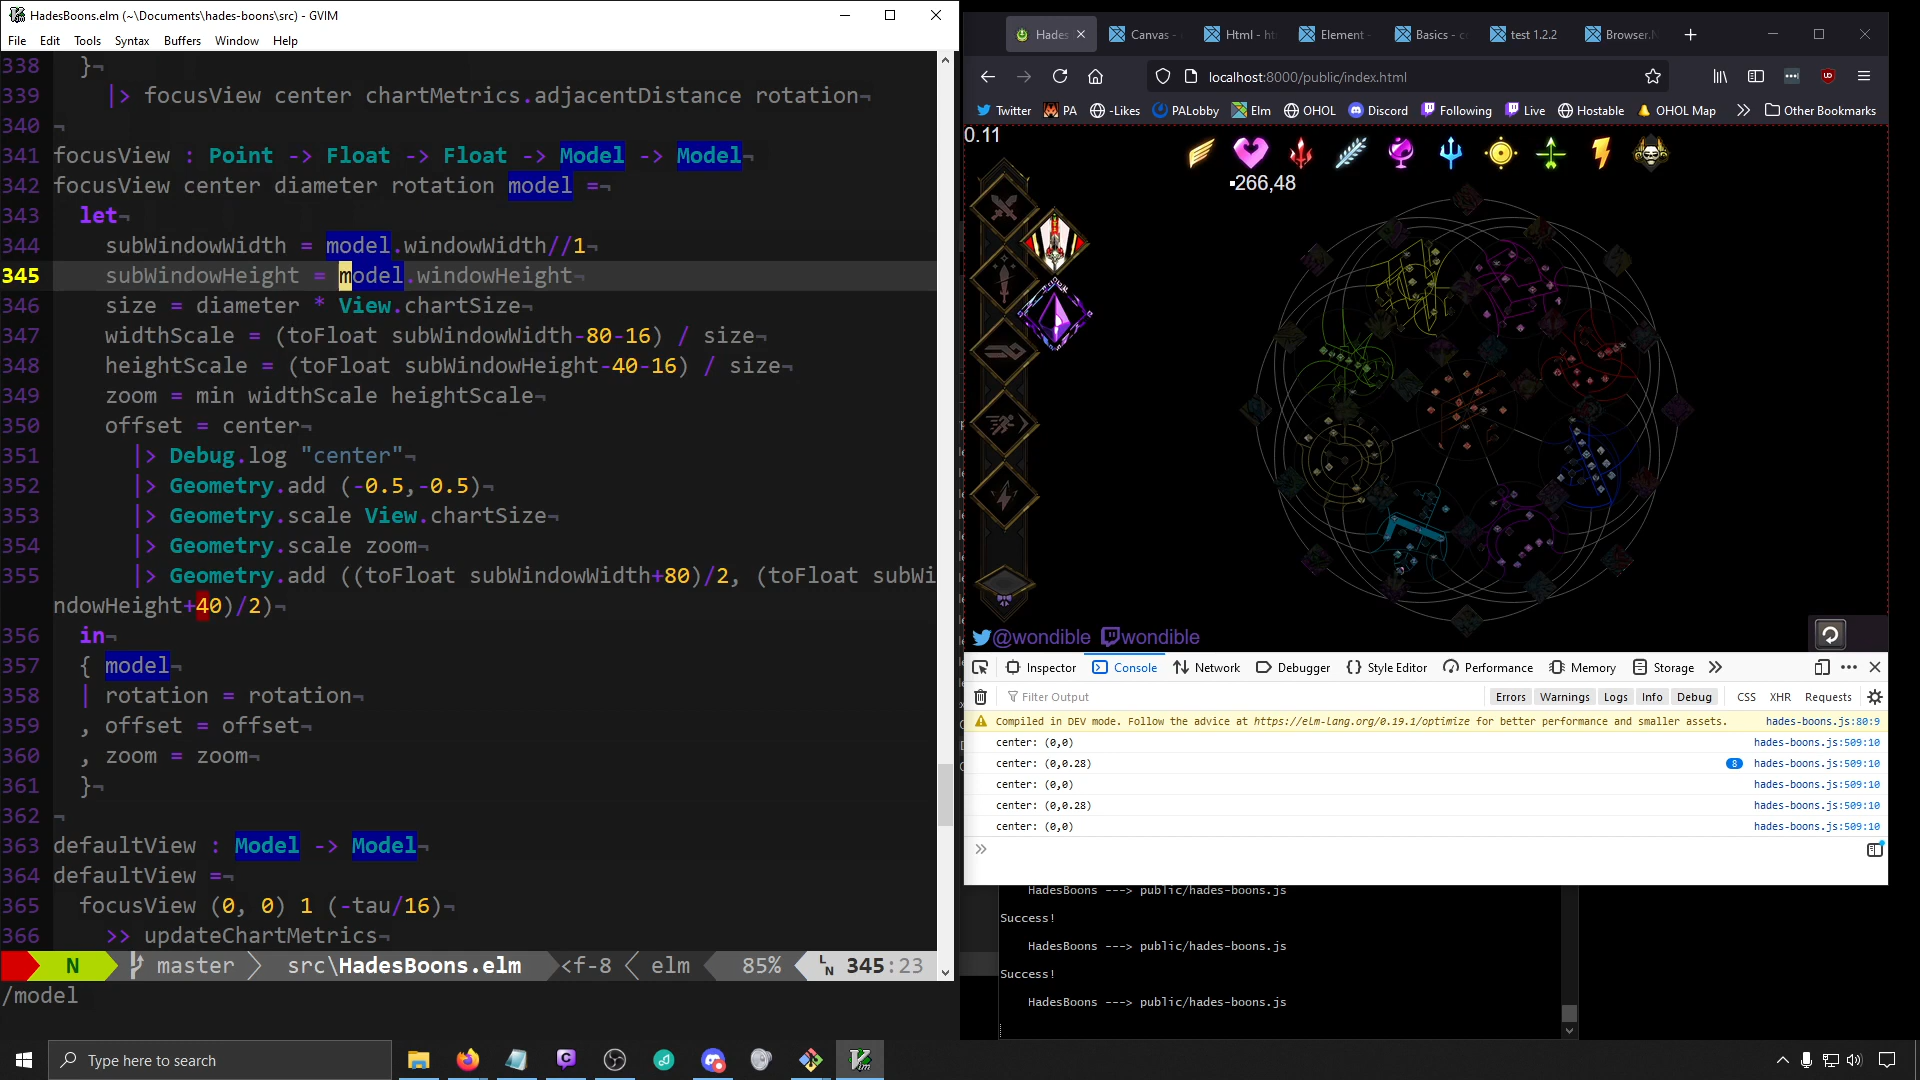 HadesBoons.elm (~\Documents\hades-boons\src) - GVIM
File Edit Tools Syntax Buffers Window Help
338 }¬
339 |> focusView center chartMetrics.adjacentDistance rotation¬
340 ¬
341 focusView : Point -> Float -> Float -> Model -> Model¬
342 focusView center diameter rotation model =¬
343 let¬
344 subWindowWidth = model.windowWidth//1¬
345 subWindowHeight = model.windowHeight¬
346 size = diameter * View.chartSize¬
347 widthScale = (toFloat subWindowWidth-80-16) / size¬
348 heightScale = (toFloat subWindowHeight-40-16) / size¬
349 zoom = min widthScale heightScale¬
350 offset = center¬
351 |> Debug.log "center"¬
352 |> Geometry.add (-0.5,-0.5)¬
353 |> Geometry.scale View.chartSize¬
354 |> Geometry.scale zoom¬
355 |> Geometry.add ((toFloat subWindowWidth+80)/2, (toFloat subWi
ndowHeight+40)/2)¬
356 in¬
357 { model¬
358 | rotation = rotation¬
359 , offset = offset¬
360 , zoom = zoom¬
361 }¬
362 ¬
363 defaultView : Model -> Model¬
364 defaultView =¬
365 focusView (0, 0) 1 (-tau/16)¬
366 >> updateChartMetrics¬
N master src\HadesBoons.elm <f-8 elm 85% LN 345:23
/model
Hades Canvas - Html - ht Element - Basics - c test 1.2.2 Browser.N
localhost:8000/public/index.html
Twitter PA -Likes PALobby Elm OHOL Discord Following Live Hostable OHOL Map Other Bookmarks
0.11
-266,48
@wondible wondible
Inspector Console Network Debugger Style Editor Performance Memory Storage
Filter Output Errors Warnings Logs Info Debug CSS XHR Requests
Compiled in DEV mode. Follow the advice at https://elm-lang.org/0.19.1/optimize for better performance and smaller assets. hades-boons.js:80:9
center: (0,0) hades-boons.js:509:10
center: (0,0.28) 8 hades-boons.js:509:10
center: (0,0) hades-boons.js:509:10
center: (0,0.28) hades-boons.js:509:10
center: (0,0) hades-boons.js:509:10
HadesBoons ---> public/hades-boons.js
Success!
HadesBoons ---> public/hades-boons.js
Success!
HadesBoons ---> public/hades-boons.js
Type here to search